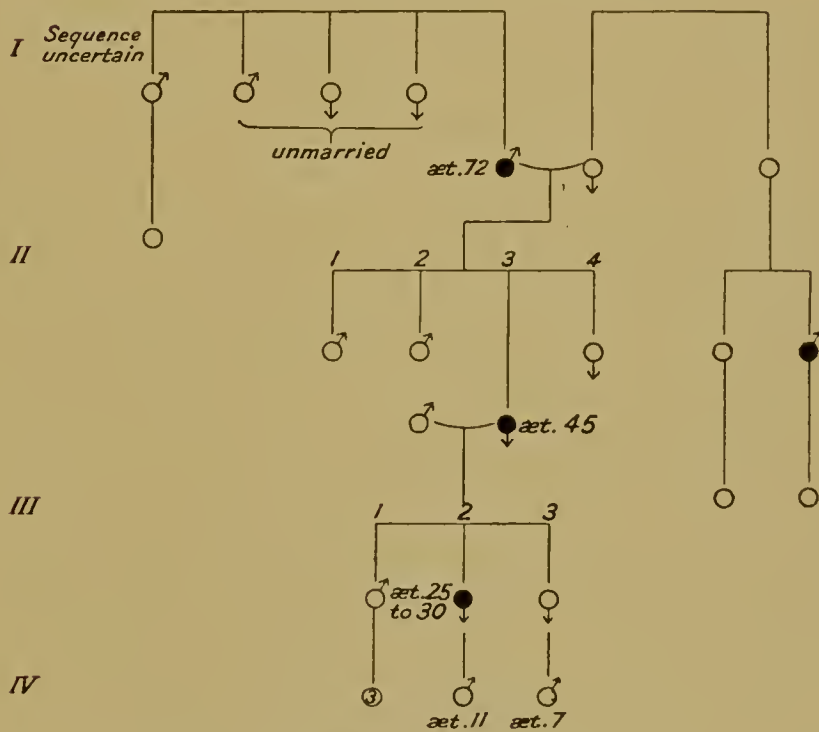 I
Sequence
uncertain
unmarried
æt. 72
II
1 2 3 4
æt. 45
III
1 2 3
æt. 25
to 30
IV
3
æt. 11 æt. 7